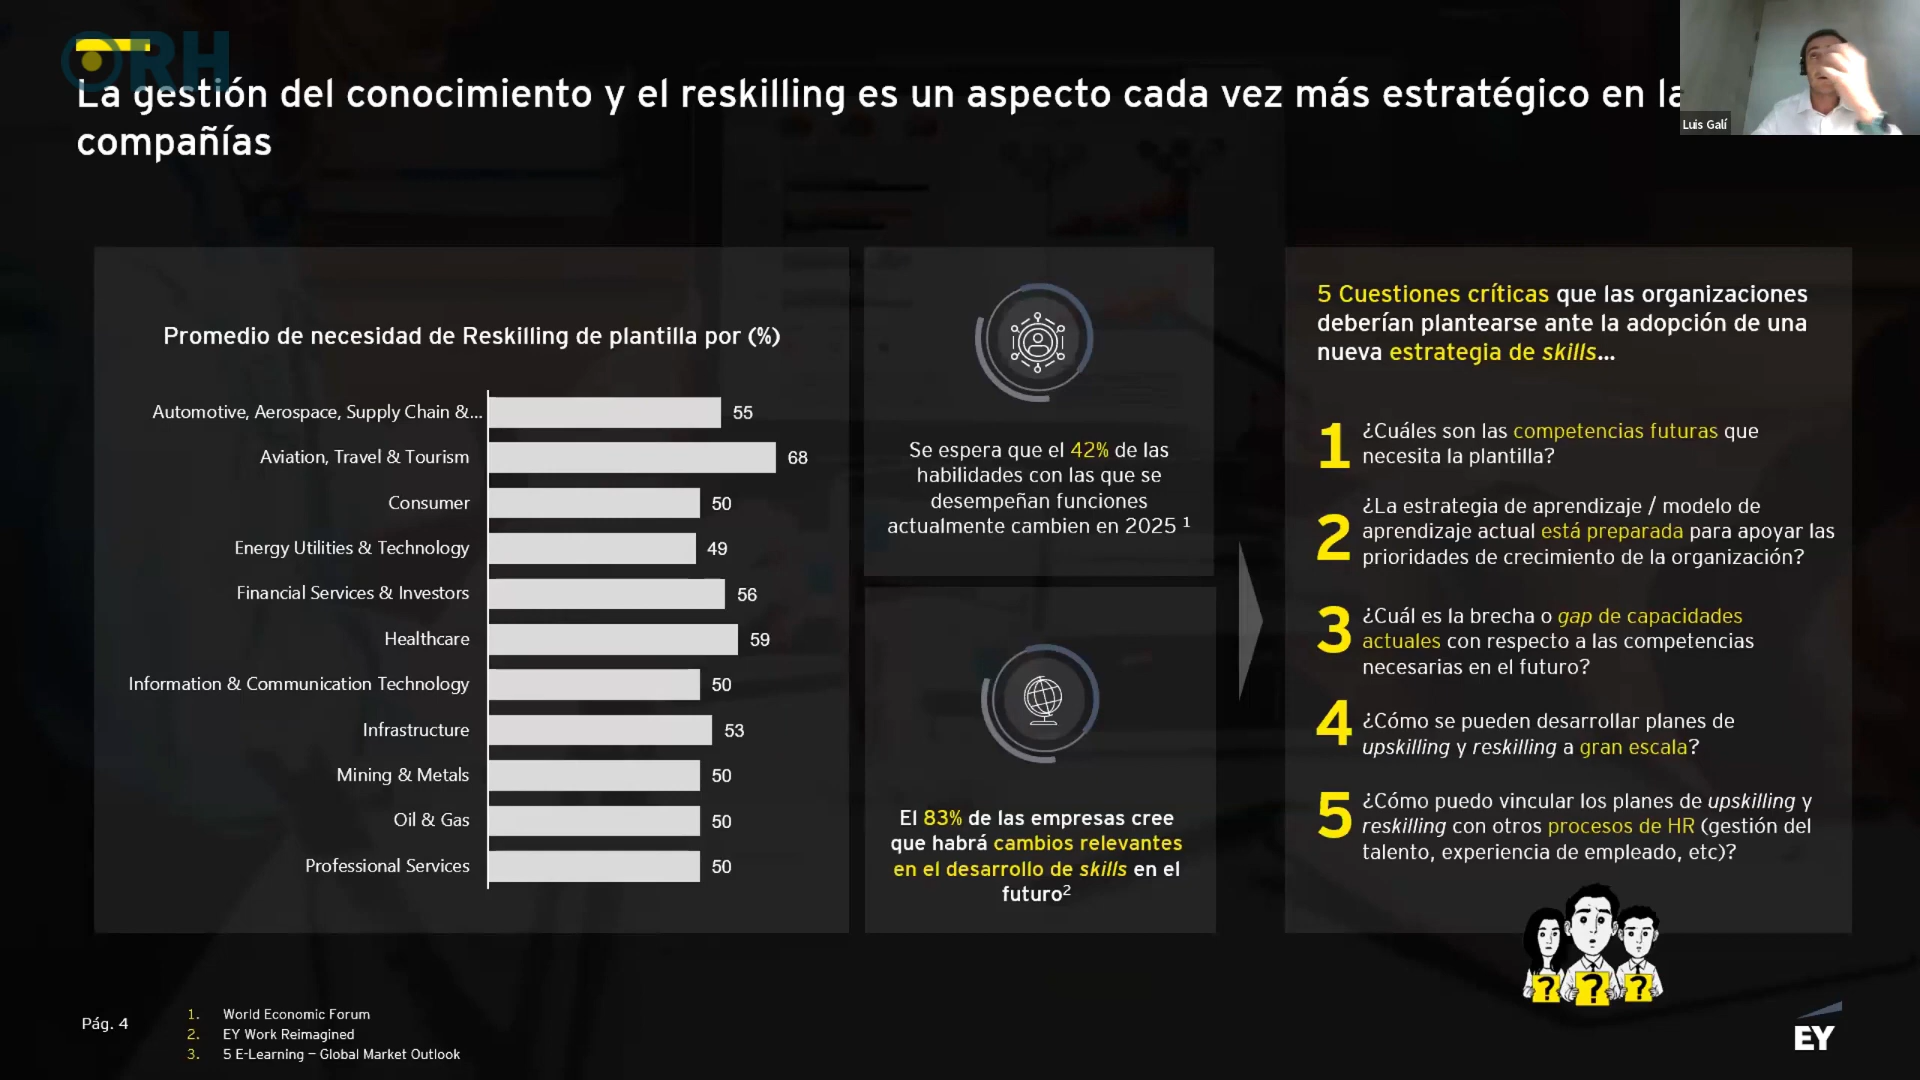 ORH
La gestión del conocimiento y el reskilling es un aspecto cada vez más estratégico en la
compañías
Luis Galí
Promedio de necesidad de Reskilling de plantilla por (%)
Automotive, Aerospace, Supply Chain &... 55
Aviation, Travel & Tourism 68
Consumer 50
Energy Utilities & Technology 49
Financial Services & Investors 56
Healthcare 59
Information & Communication Technology 50
Infrastructure 53
Mining & Metals 50
Oil & Gas 50
Professional Services 50
Se espera que el 42% de las
habilidades con las que se
desempeñan funciones
actualmente cambien en 2025 1
El 83% de las empresas cree
que habrá cambios relevantes
en el desarrollo de skills en el
futuro2
5 Cuestiones críticas que las organizaciones
deberían plantearse ante la adopción de una
nueva estrategia de skills...
1 ¿Cuáles son las competencias futuras que
necesita la plantilla?
2 ¿La estrategia de aprendizaje / modelo de
aprendizaje actual está preparada para apoyar las
prioridades de crecimiento de la organización?
3 ¿Cuál es la brecha o gap de capacidades
actuales con respecto a las competencias
necesarias en el futuro?
4 ¿Cómo se pueden desarrollar planes de
upskilling y reskilling a gran escala?
5 ¿Cómo puedo vincular los planes de upskilling y
reskilling con otros procesos de HR (gestión del
talento, experiencia de empleado, etc)?
? ? ?
Pág. 4
1. World Economic Forum
2. EY Work Reimagined
3. 5 E-Learning – Global Market Outlook
EY